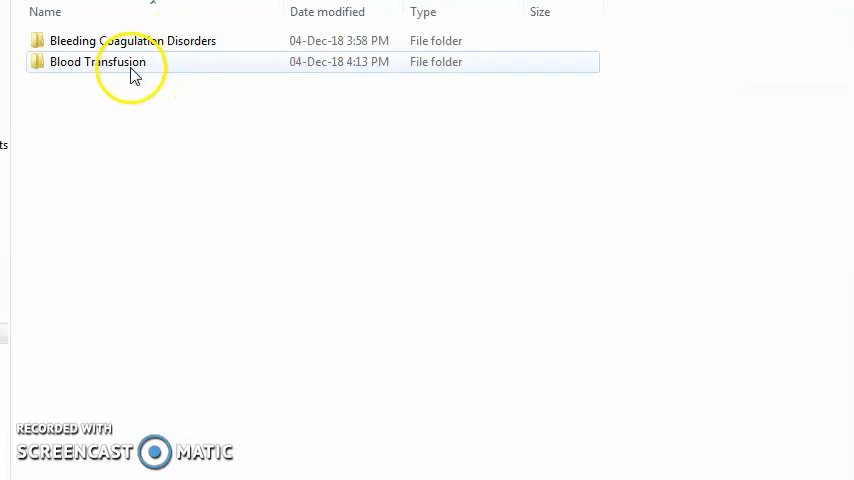 Name Date modified Type Size
Bleeding Coagulation Disorders 04-Dec-18 3:58 PM File folder
Blood Transfusion 04-Dec-18 4:13 PM File folder
ts
RECORDED WITH
SCREENCAST MATIC